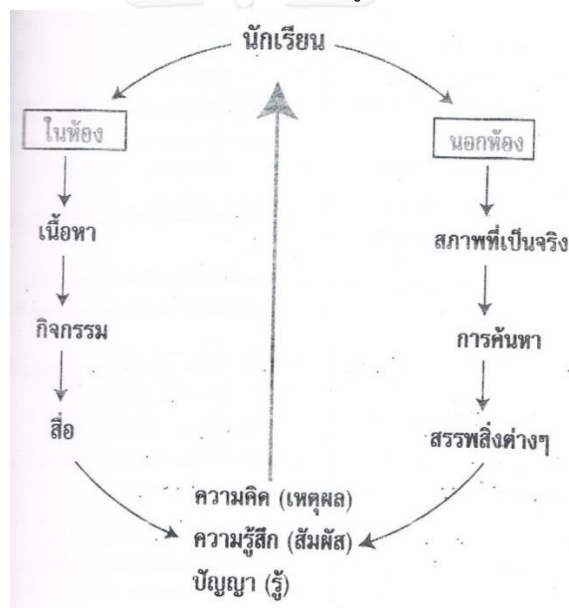 นักเรียน
ในห้อง
เนื้อหา
กิจกรรม
สื่อ
นอกห้อง
สภาพที่เป็นจริง
การค้นหา
สรรพสิ่งต่างๆ
ความคิด (เหตุผล)
ความรู้สึก (สัมผัส)
ปัญญา (รู้)